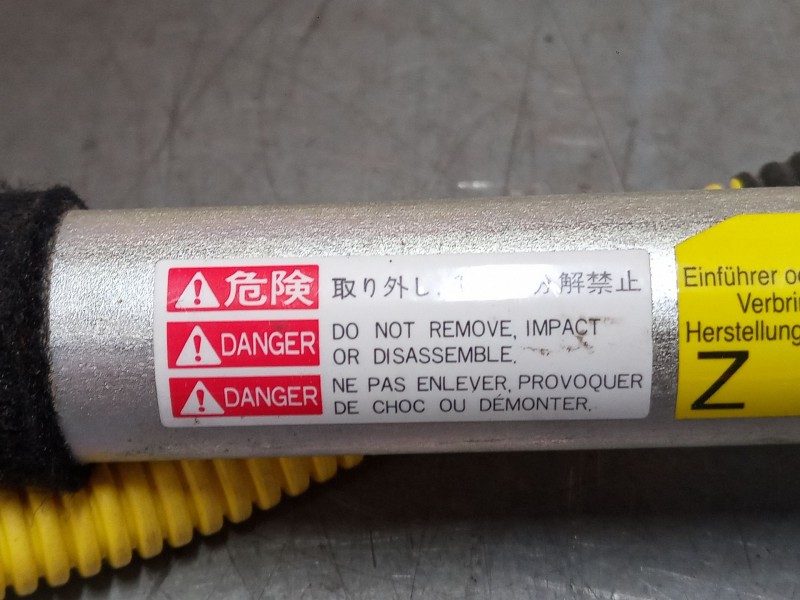 危険 取り外し 分解禁止
DANGER DO NOT REMOVE, IMPACT
OR DISASSEMBLE.
DANGER NE PAS ENLEVER, PROVOQUER
DE CHOC OU DÉMONTER.
Einführer
Verbri
Herstellung
Z